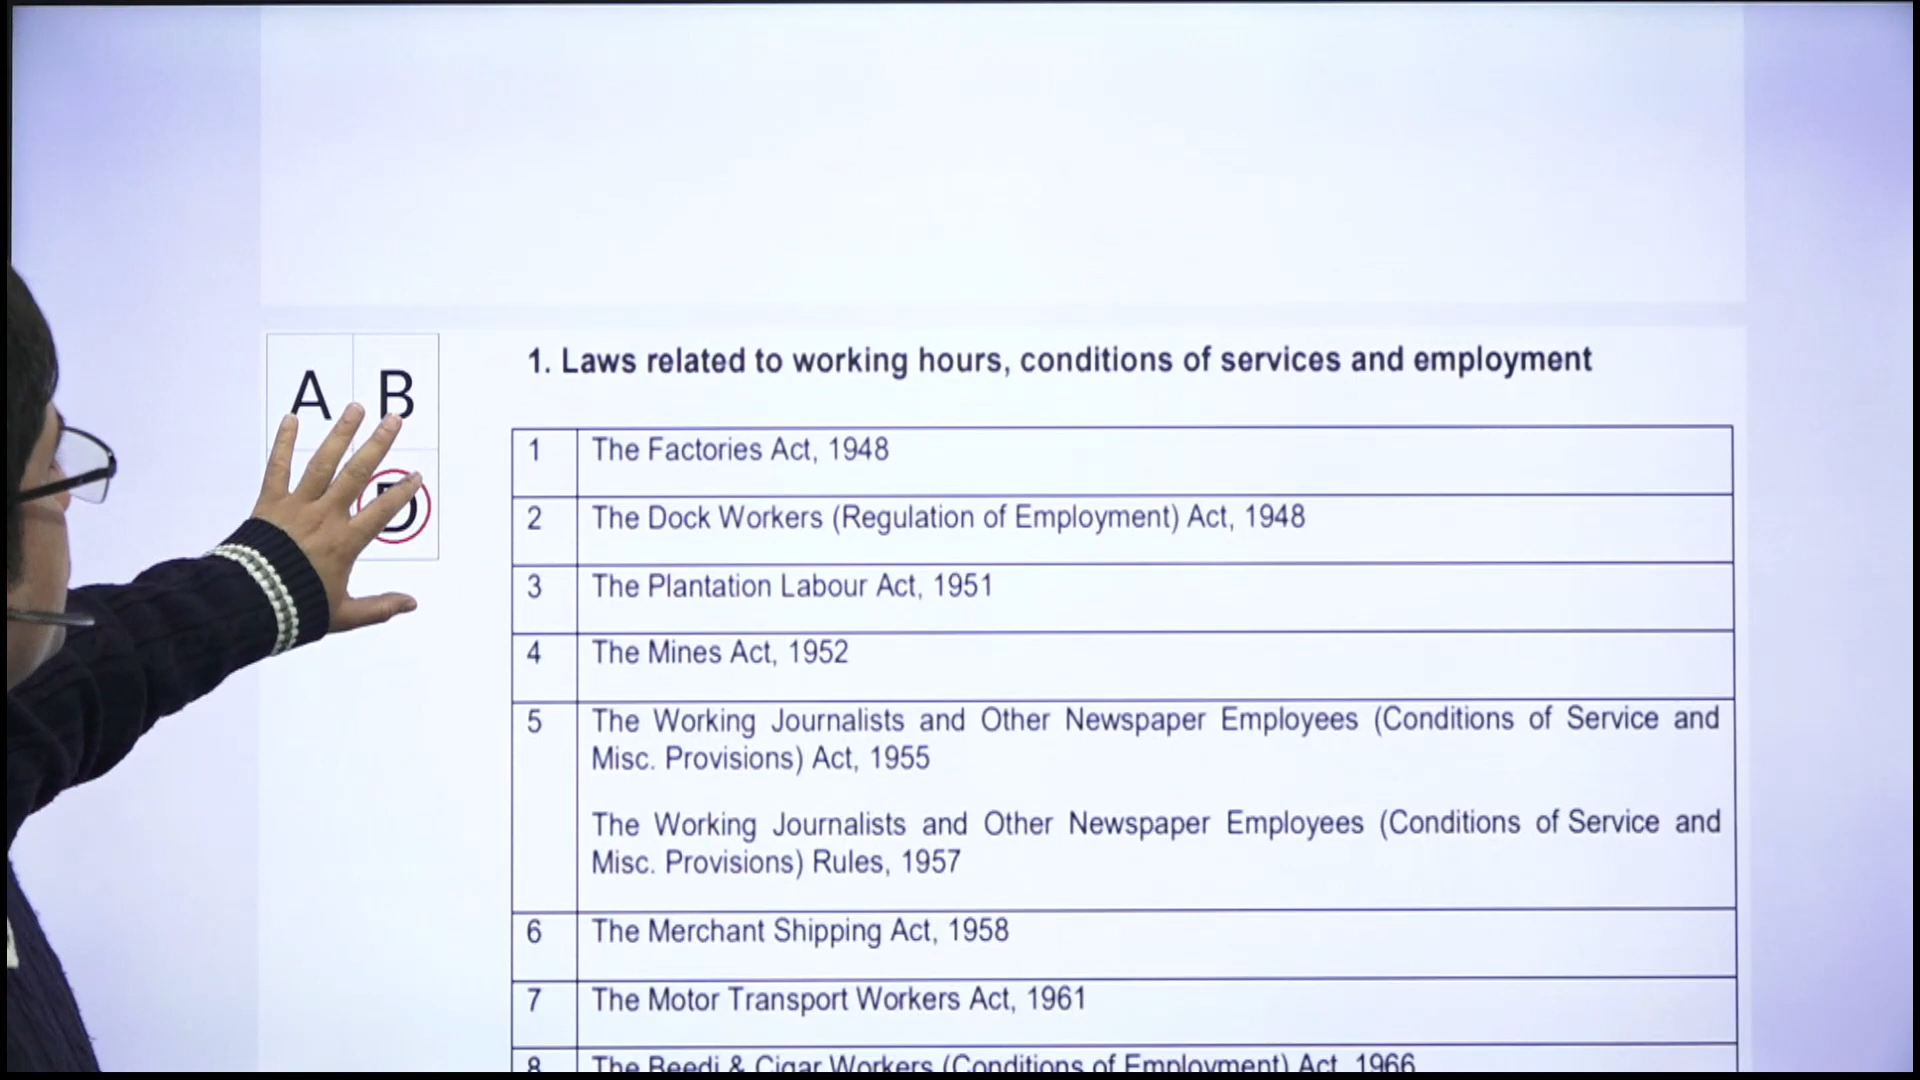 A B
D
1. Laws related to working hours, conditions of services and employment
1 The Factories Act, 1948
2 The Dock Workers (Regulation of Employment) Act, 1948
3 The Plantation Labour Act, 1951
4 The Mines Act, 1952
5 The Working Journalists and Other Newspaper Employees (Conditions of Service and
Misc. Provisions) Act, 1955
The Working Journalists and Other Newspaper Employees (Conditions of Service and
Misc. Provisions) Rules, 1957
6 The Merchant Shipping Act, 1958
7 The Motor Transport Workers Act, 1961
8 The Beedi & Cigar Workers (Conditions of Employment) Act, 1966